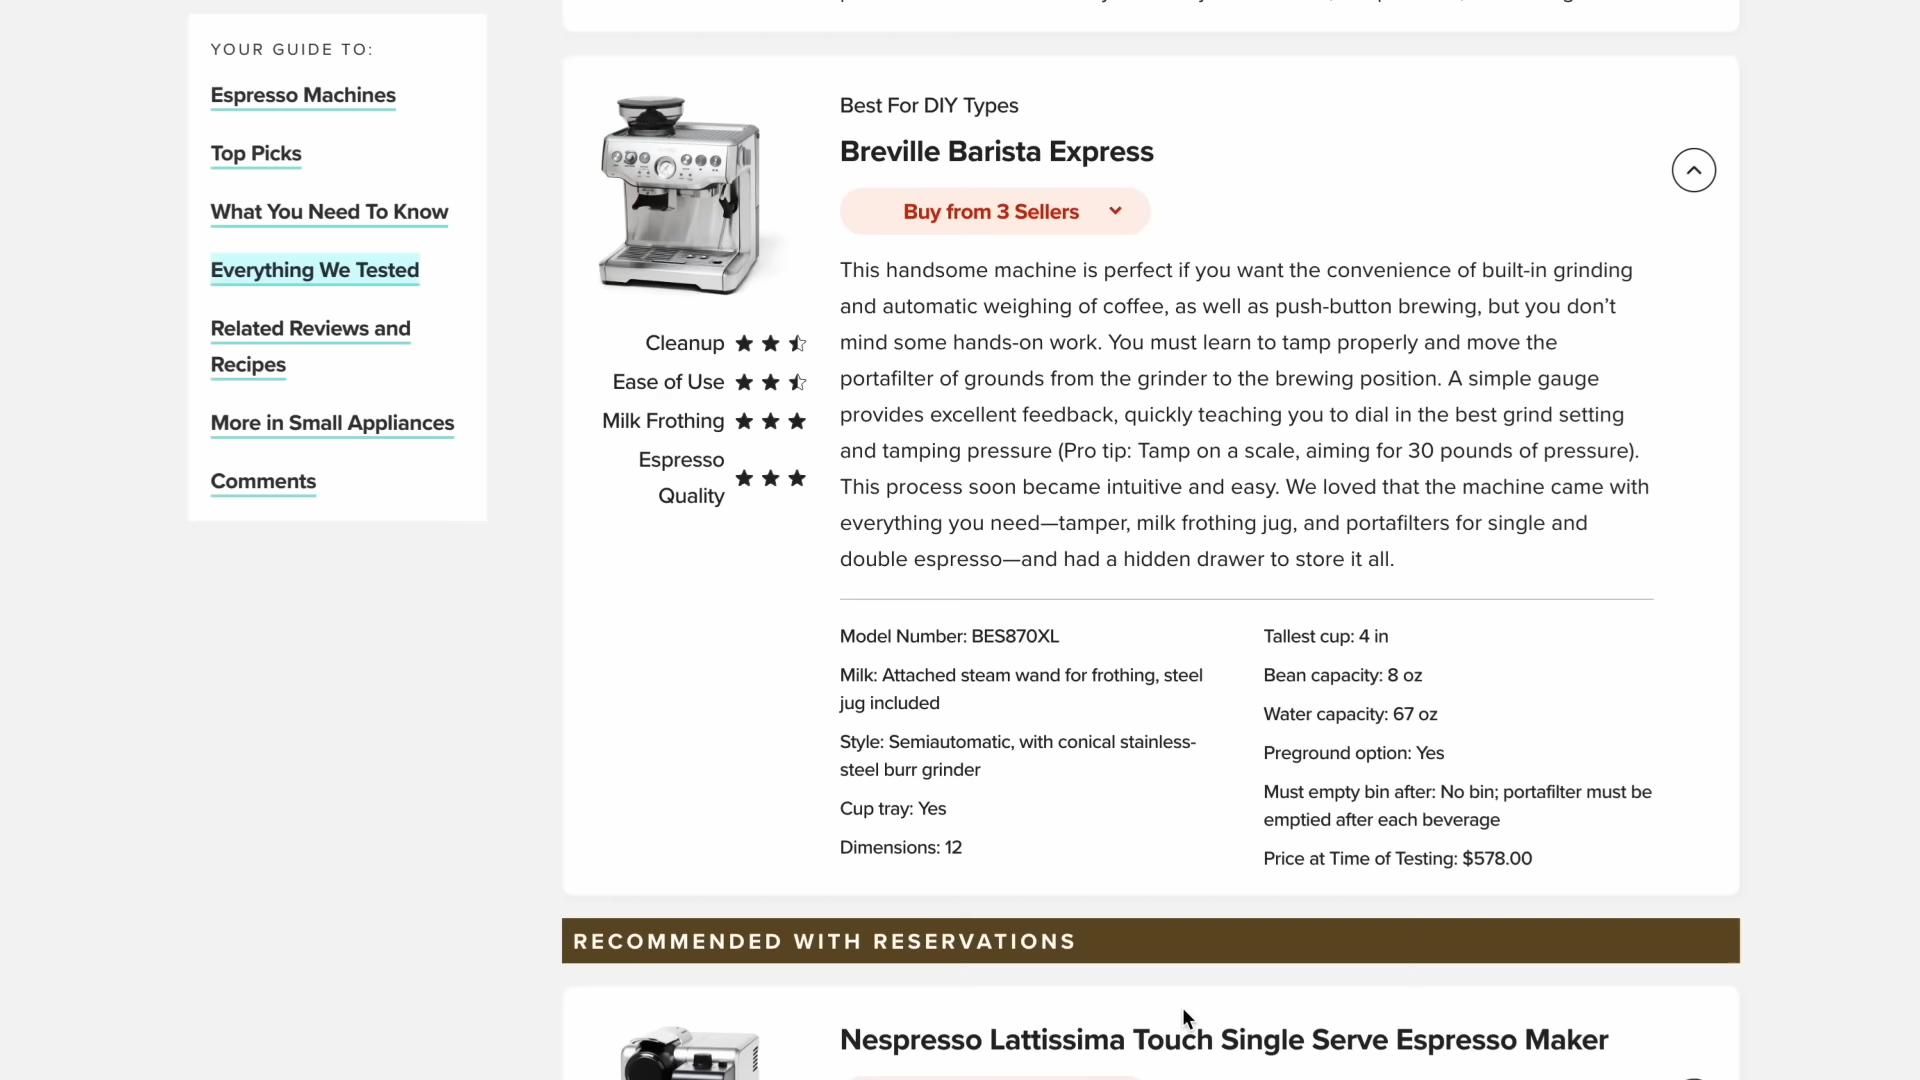 YOUR GUIDE TO:
Espresso Machines
Top Picks
What You Need To Know
Everything We Tested
Related Reviews and
Recipes
More in Small Appliances
Comments
Best For DIY Types
Breville Barista Express
Buy from 3 Sellers
This handsome machine is perfect if you want the convenience of built-in grinding
and automatic weighing of coffee, as well as push-button brewing, but you don’t
mind some hands-on work. You must learn to tamp properly and move the
portafilter of grounds from the grinder to the brewing position. A simple gauge
provides excellent feedback, quickly teaching you to dial in the best grind setting
and tamping pressure (Pro tip: Tamp on a scale, aiming for 30 pounds of pressure).
This process soon became intuitive and easy. We loved that the machine came with
everything you need—tamper, milk frothing jug, and portafilters for single and
double espresso—and had a hidden drawer to store it all.
Cleanup
Ease of Use
Milk Frothing
Espresso
Quality
Model Number: BES870XL
Milk: Attached steam wand for frothing, steel
jug included
Style: Semiautomatic, with conical stainless-
steel burr grinder
Cup tray: Yes
Dimensions: 12
Tallest cup: 4 in
Bean capacity: 8 oz
Water capacity: 67 oz
Preground option: Yes
Must empty bin after: No bin; portafilter must be
emptied after each beverage
Price at Time of Testing: $578.00
RECOMMENDED WITH RESERVATIONS
Nespresso Lattissima Touch Single Serve Espresso Maker